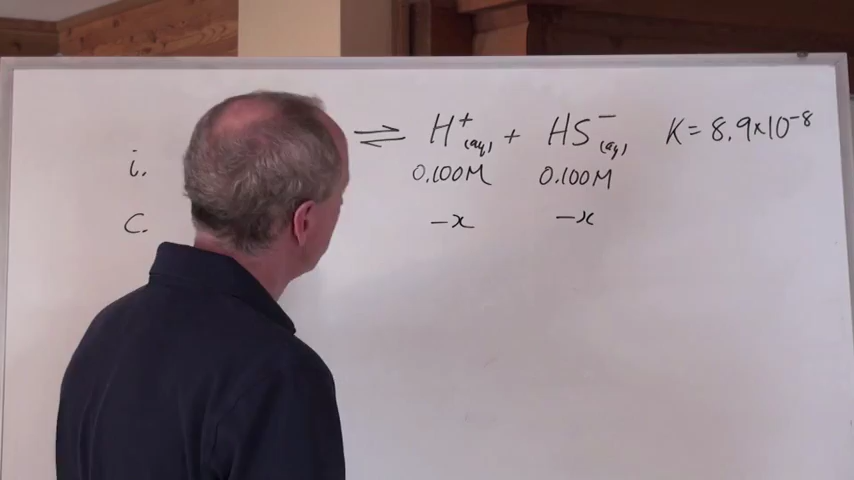 ⇌ H⁺(aq) + HS⁻(aq) K = 8.9×10⁻⁸
i. 0.100M 0.100M
C. -x -x